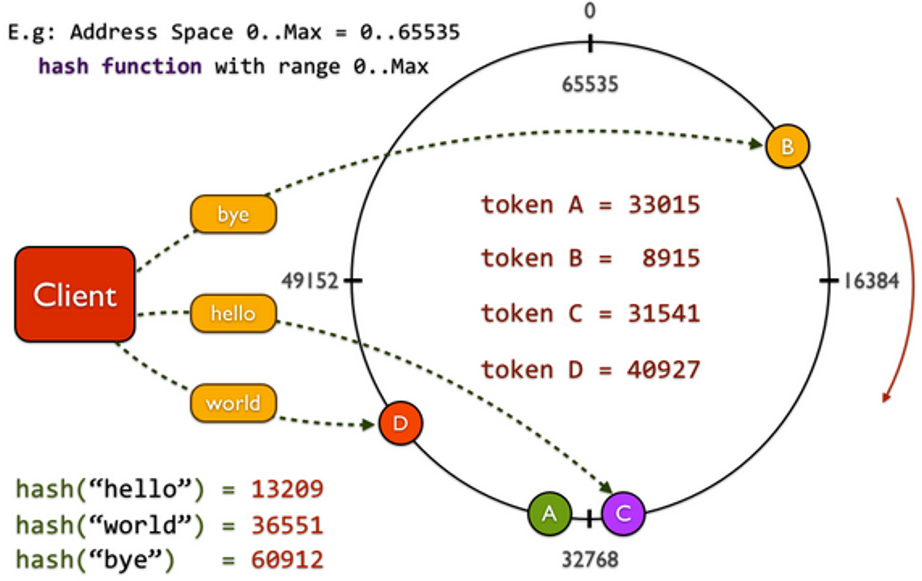 E.g: Address Space 0..Max = 0..65535
hash function with range 0..Max
0
65535
B
bye
token A = 33015
token B = 8915
token C = 31541
token D = 40927
49152
16384
Client
hello
world
D
A
C
32768
hash(“hello”) = 13209
hash(“world”) = 36551
hash(“bye”) = 60912